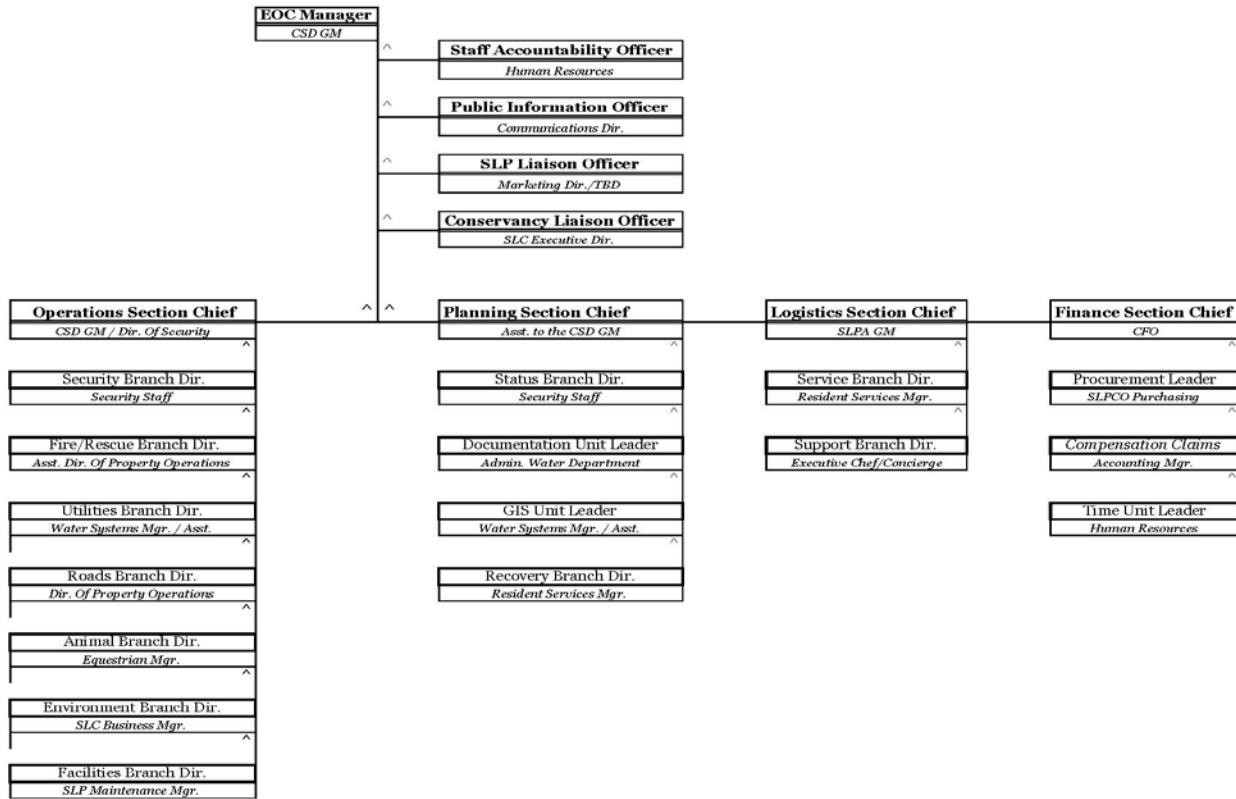 EOC Manager
CSD GM
Staff Accountability Officer
Human Resources
Public Information Officer
Communications Dir.
SLP Liaison Officer
Marketing Dir./TBD
Conservancy Liaison Officer
SLC Executive Dir.
Operations Section Chief
CSD GM / Dir. Of Security
Security Branch Dir.
Security Staff
Fire/Rescue Branch Dir.
Asst. Dir. Of Property Operations
Utilities Branch Dir.
Water Systems Mgr. / Asst.
Roads Branch Dir.
Dir. Of Property Operations
Animal Branch Dir.
Equestrian Mgr.
Environment Branch Dir.
SLC Business Mgr.
Facilities Branch Dir.
SLP Maintenance Mgr.
Planning Section Chief
Asst. to the CSD GM
Status Branch Dir.
Security Staff
Documentation Unit Leader
Admin. Water Department
GIS Unit Leader
Water Systems Mgr. / Asst.
Recovery Branch Dir.
Resident Services Mgr.
Logistics Section Chief
SLPA GM
Service Branch Dir.
Resident Services Mgr.
Support Branch Dir.
Executive Chef/Concierge
Finance Section Chief
CFO
Procurement Leader
SLPCO Purchasing
Compensation Claims
Accounting Mgr.
Time Unit Leader
Human Resources